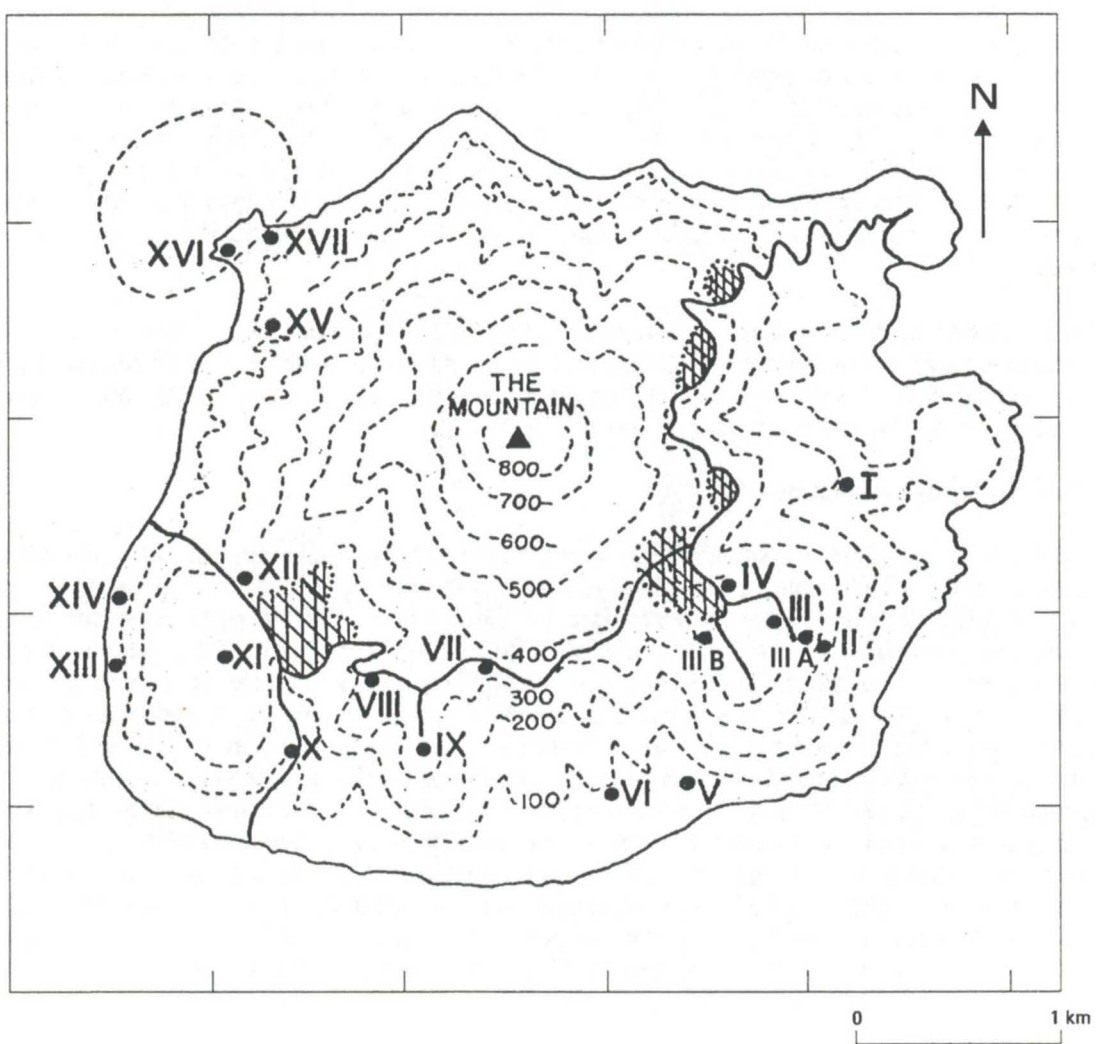 N
XVI
XVII
XV
THE
MOUNTAIN
800
700
I
600
XII
500
IV
XIV
III
VII
400
III B
III A
II
XI
XIII
VIII
300
200
X
IX
100
VI
V
0
1 km